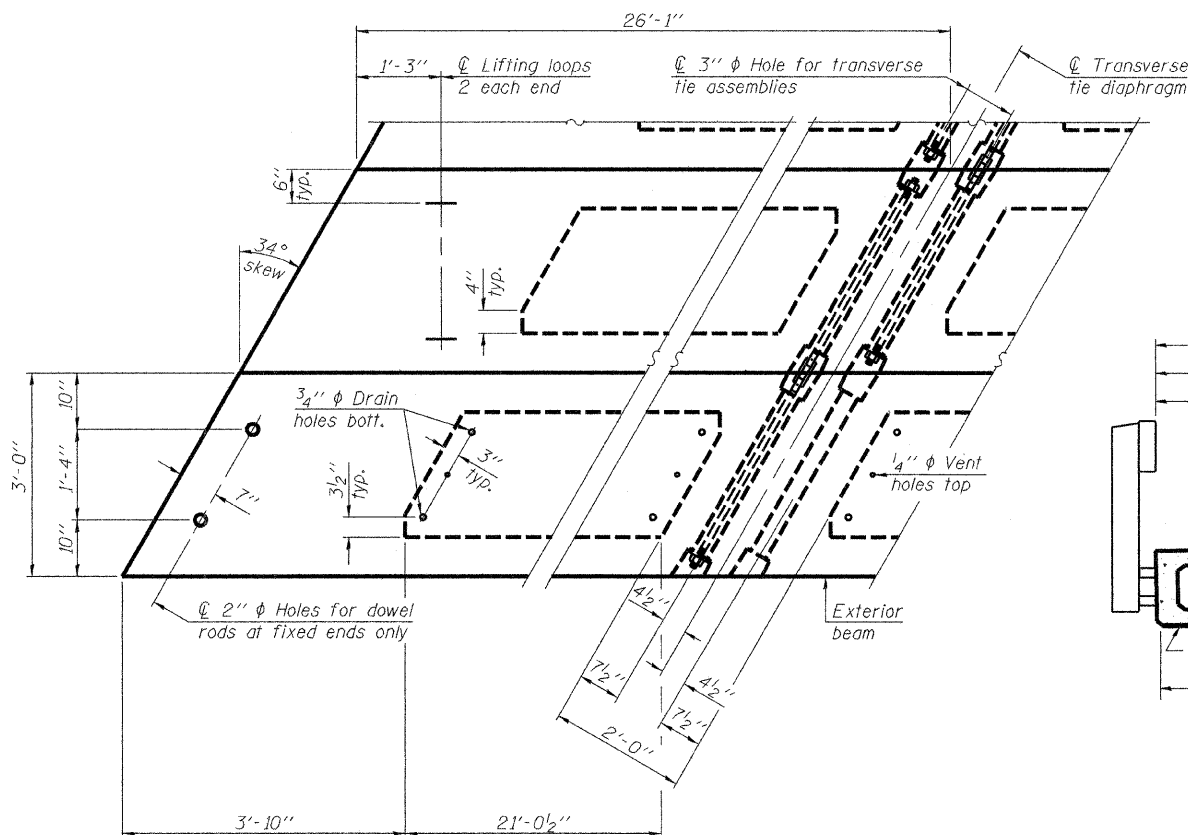 26'-1"
1'-3"
℄ Lifting loops
2 each end
℄ 3" ϕ Hole for transverse
tie assemblies
℄ Transverse
tie diaphragm
6"
typ.
34°
skew
4"
typ.
3'-0"
10"
1'-4"
10"
7"
3/4" ϕ Drain
holes bott.
3"
typ.
3 1/2"
typ.
1/4" ϕ Vent
holes top
℄ 2" ϕ Holes for dowel
rods at fixed ends only
4 1/2"
7 1/2"
4 1/2"
7 1/2"
2'-0"
Exterior
beam
3'-10"
21'-0 1/2"